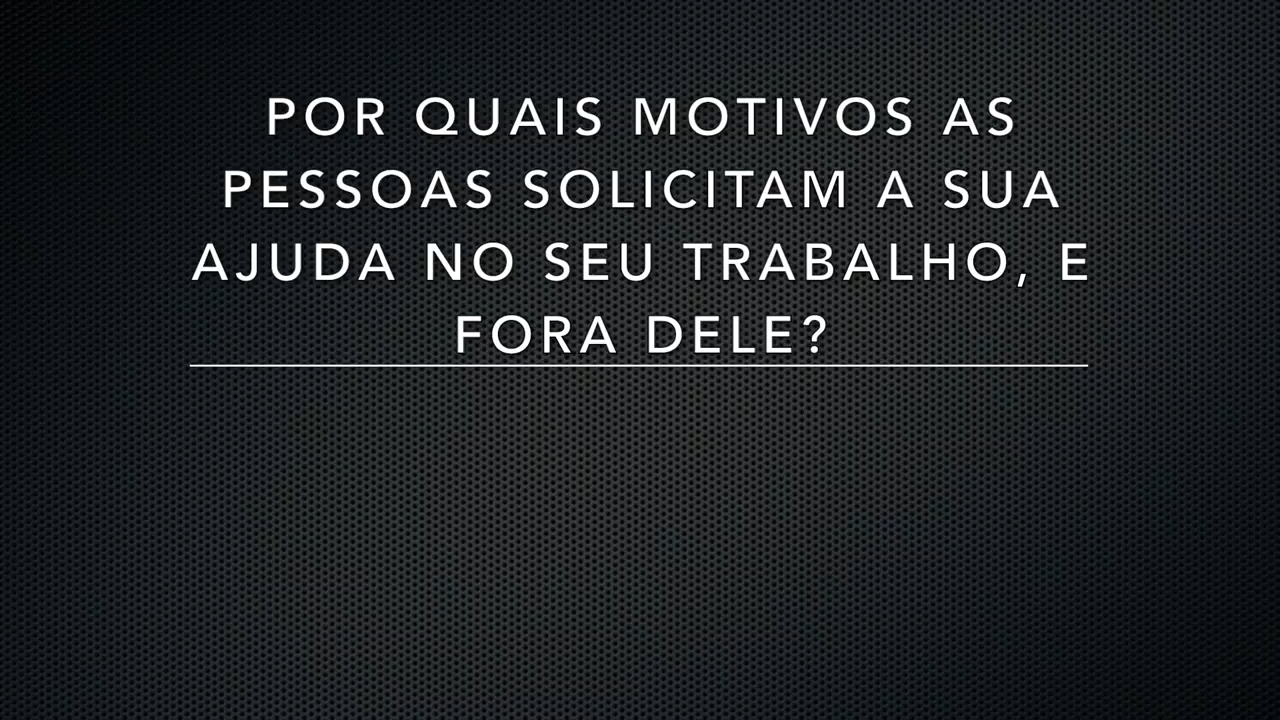 POR QUAIS MOTIVOS AS
PESSOAS SOLICITAM A SUA
AJUDA NO SEU TRABALHO, E
FORA DELE?